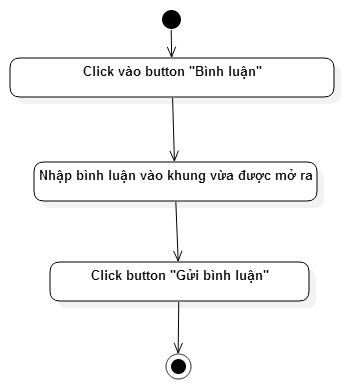 Click vào button "Bình luận"
Nhập bình luận vào khung vừa được mở ra
Click button "Gửi bình luận"